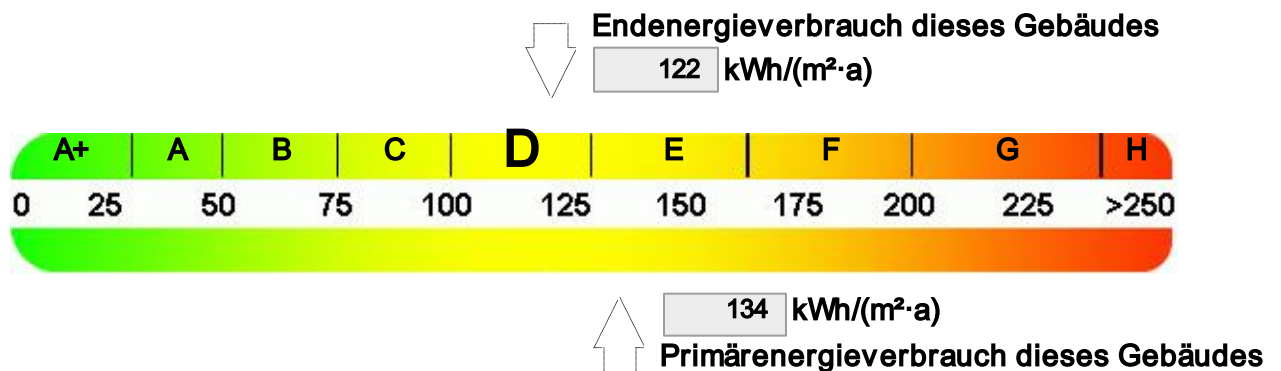 Endenergieverbrauch dieses Gebäudes
122 kWh/(m²·a)
A+ A B C D E F G H
0 25 50 75 100 125 150 175 200 225 >250
134 kWh/(m²·a)
Primärenergieverbrauch dieses Gebäudes